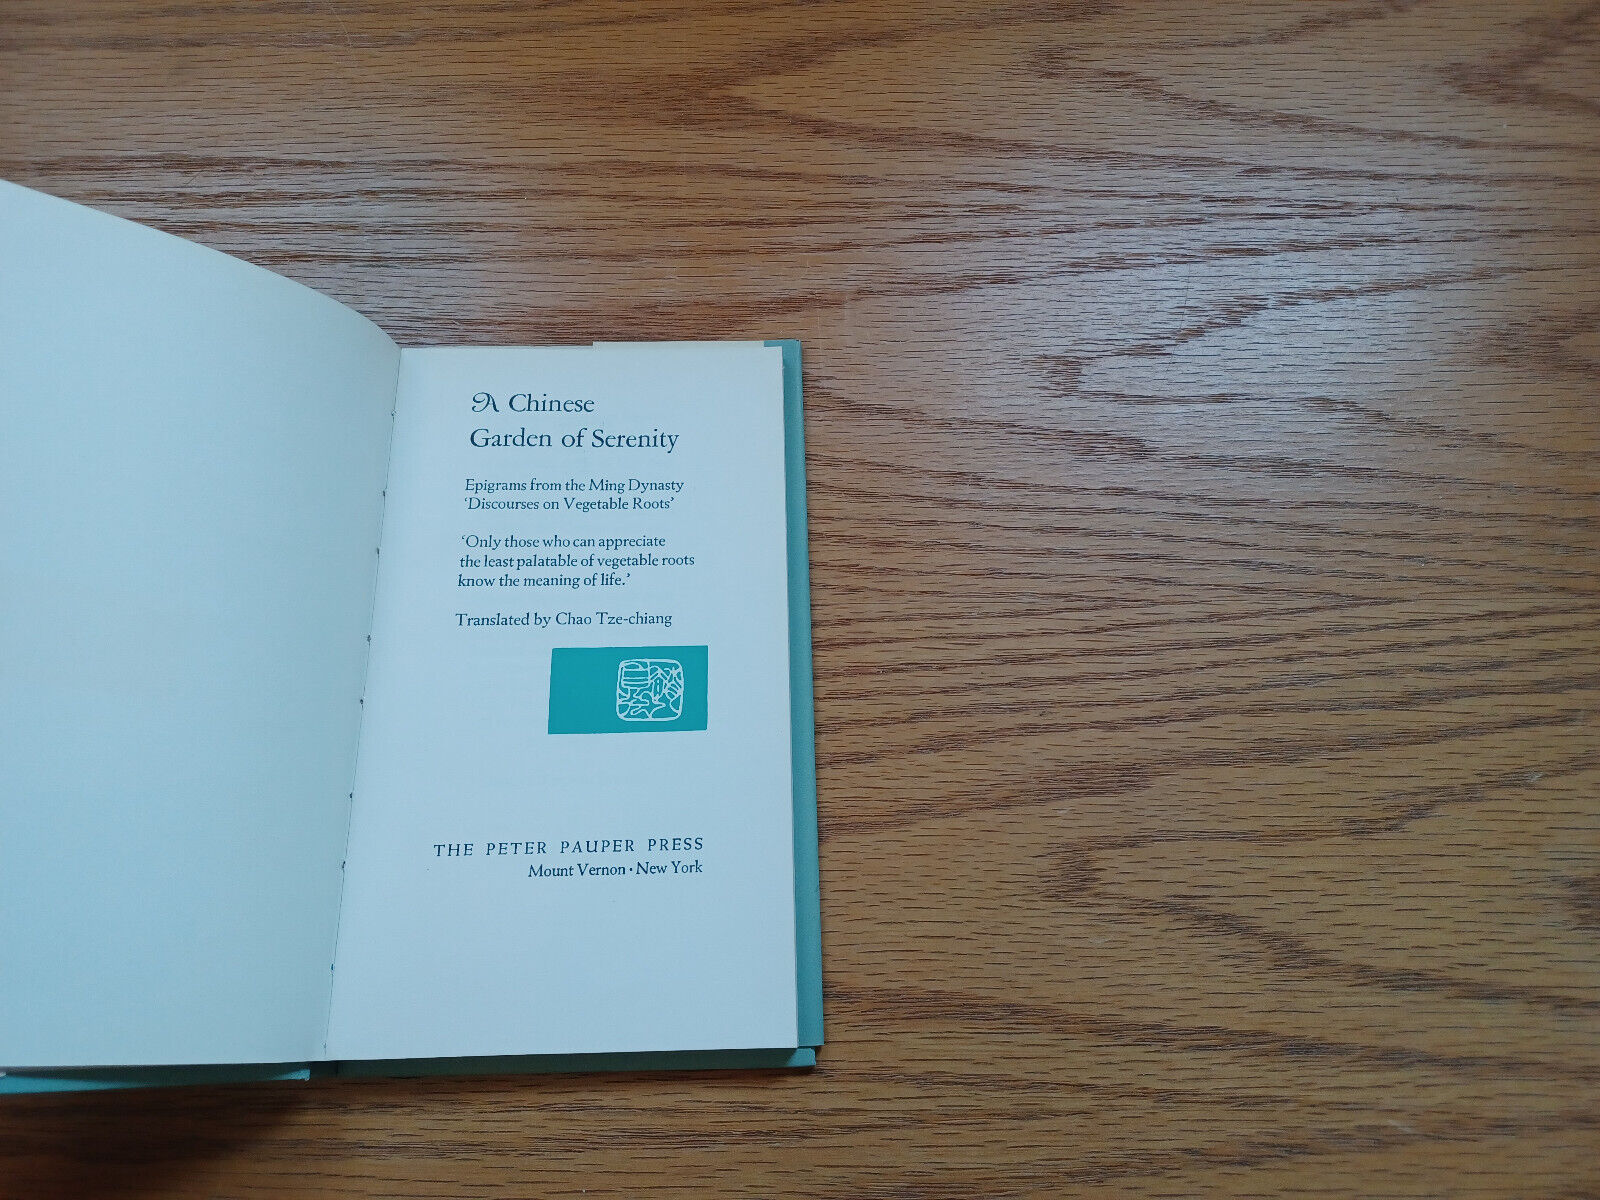 A Chinese
Garden of Serenity
Epigrams from the Ming Dynasty
‘Discourses on Vegetable Roots’
‘Only those who can appreciate
the least palatable of vegetable roots
know the meaning of life.’
Translated by Chao Tze-chiang
THE PETER PAUPER PRESS
Mount Vernon · New York